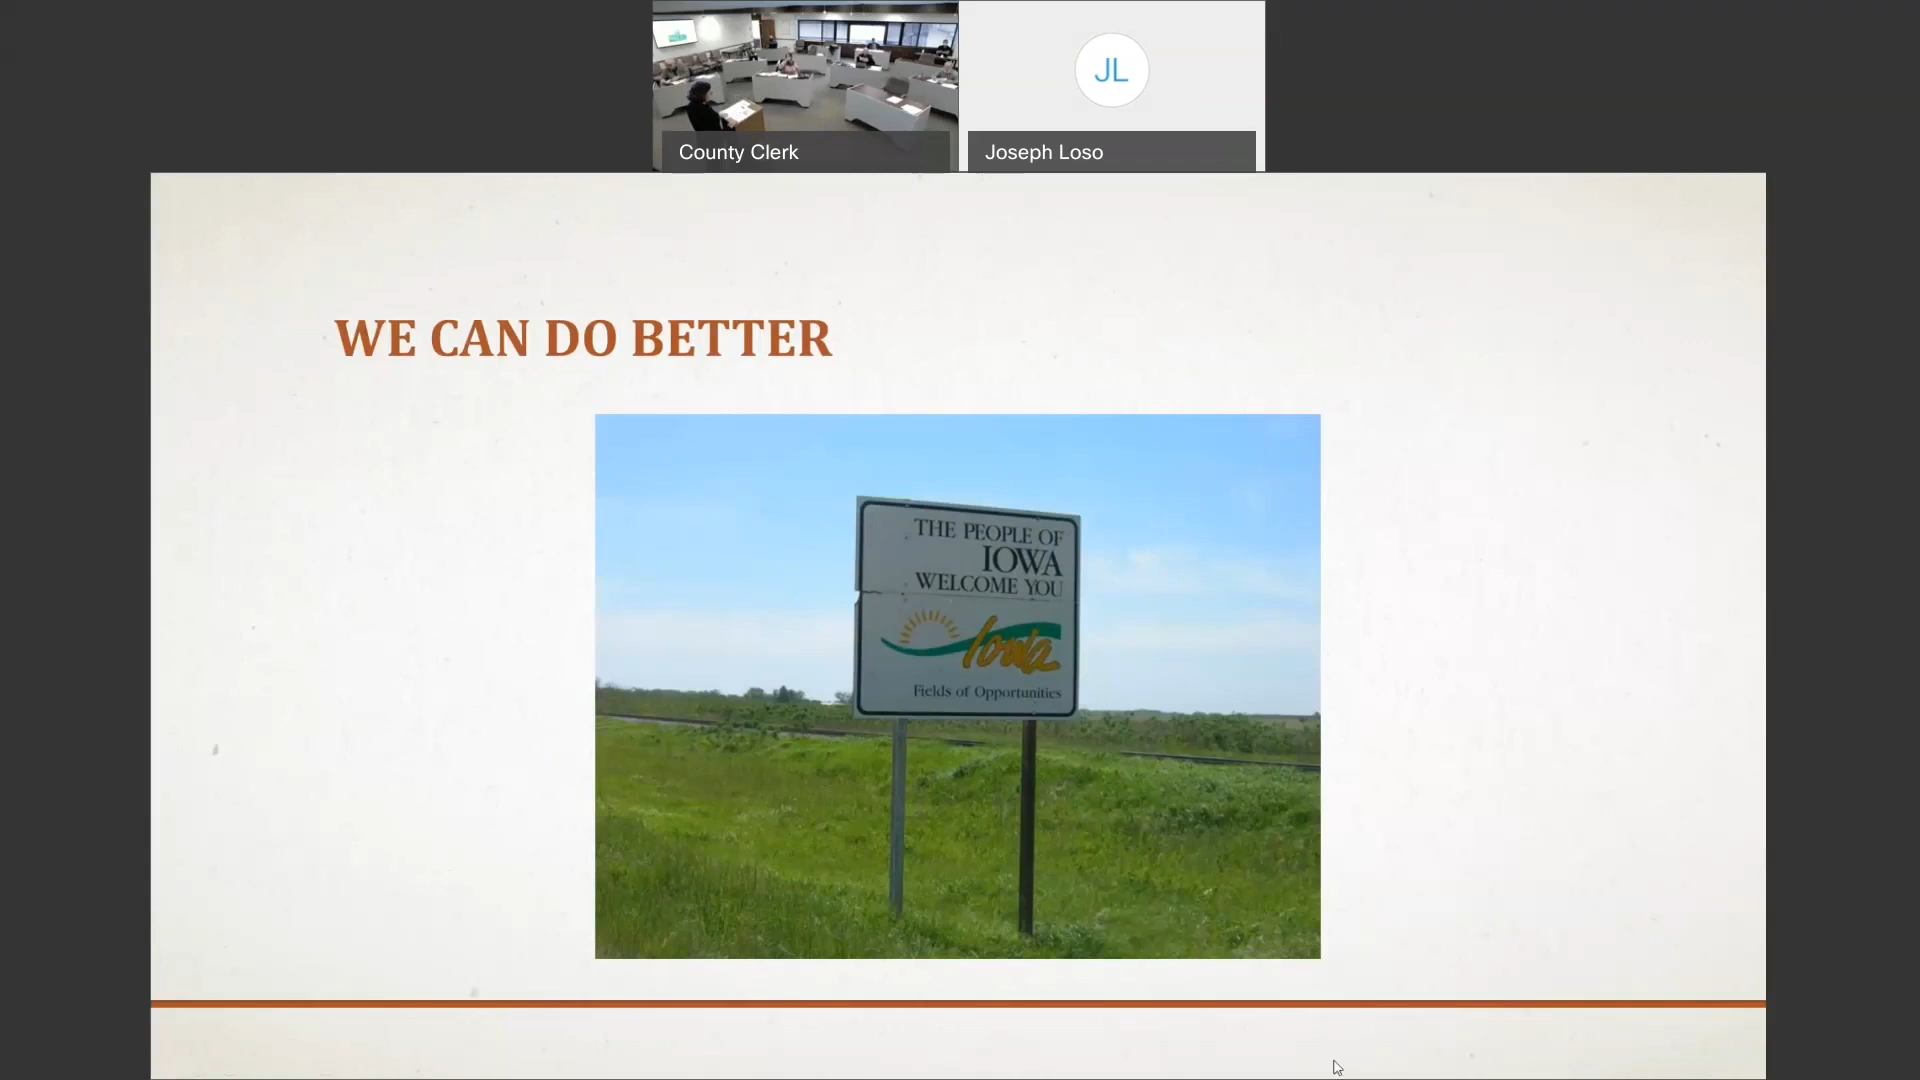 JL
County Clerk
Joseph Loso
WE CAN DO BETTER
THE PEOPLE OF
IOWA
WELCOME YOU
Iowa
Fields of Opportunities